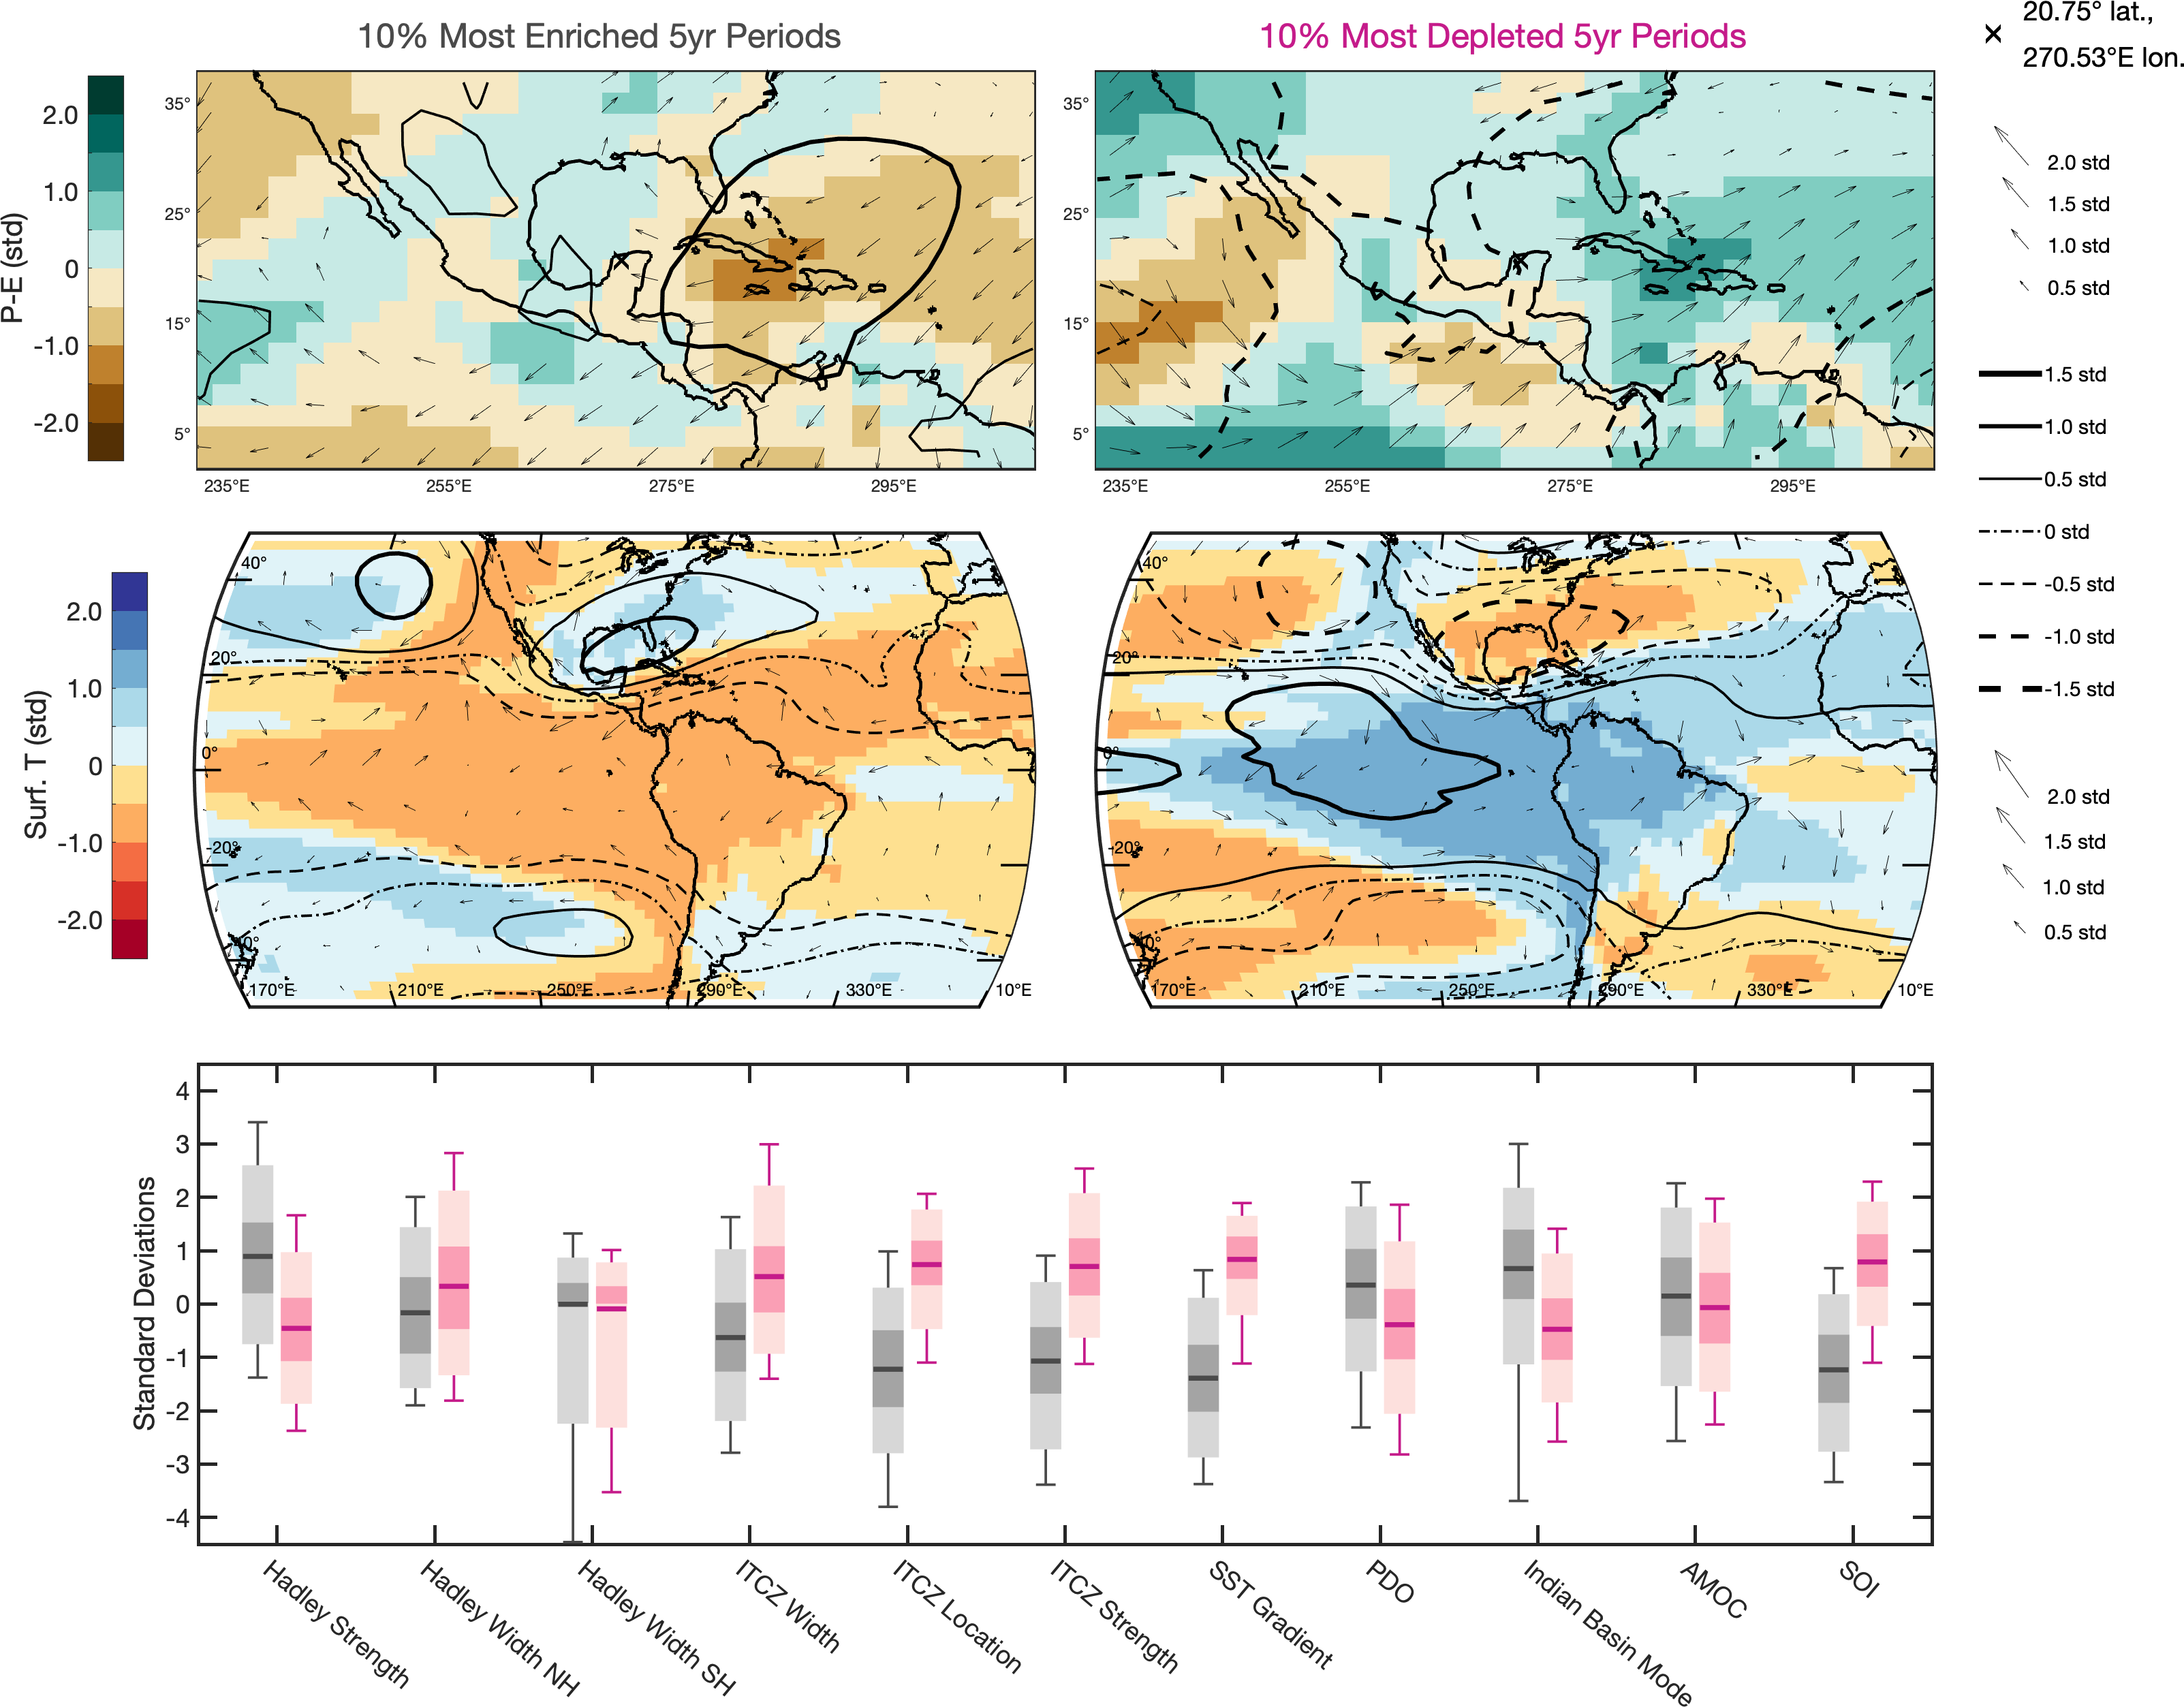 10% Most Enriched 5yr Periods
10% Most Depleted 5yr Periods
20.75° lat.,
270.53°E lon.
P-E (std)
2.0
1.0
0
-1.0
-2.0
35°
25°
15°
5°
235°E
255°E
275°E
295°E
35°
25°
15°
5°
235°E
255°E
275°E
295°E
2.0 std
1.5 std
1.0 std
0.5 std
1.5 std
1.0 std
0.5 std
0 std
-0.5 std
-1.0 std
-1.5 std
Surf. T (std)
2.0
1.0
0
-1.0
-2.0
40°
20°
0°
-20°
170°E
210°E
250°E
290°E
330°E
10°E
40°
20°
0°
-20°
170°E
210°E
250°E
290°E
330°E
10°E
2.0 std
1.5 std
1.0 std
0.5 std
Standard Deviations
4
3
2
1
0
-1
-2
-3
-4
Hadley Strength
Hadley Width NH
Hadley Width SH
ITCZ Width
ITCZ Location
ITCZ Strength
SST Gradient
PDO
Indian Basin Mode
AMOC
SOI